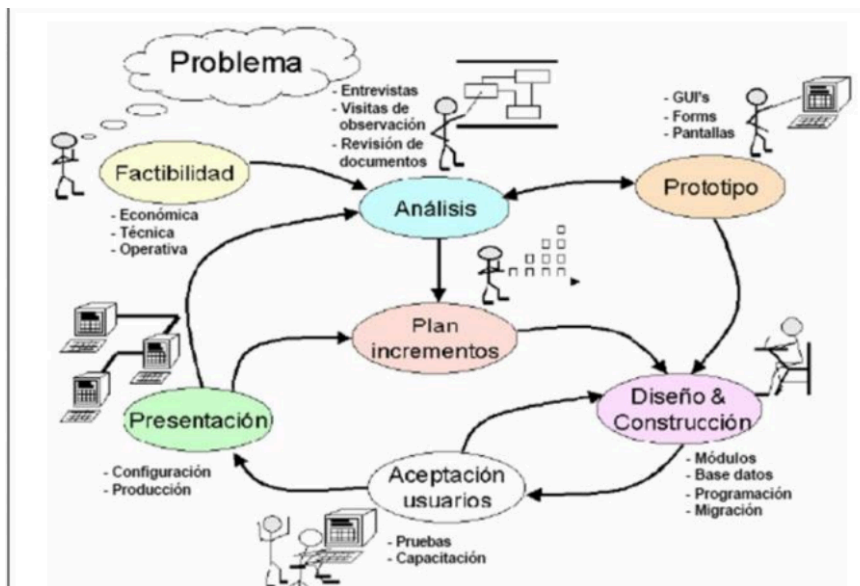 Problema
- Entrevistas
- Visitas de
observación
- Revisión de
documentos
- GUI's
- Forms
- Pantallas
Factibilidad
- Económica
- Técnica
- Operativa
Análisis
Prototipo
Plan
incrementos
Presentación
- Configuración
- Producción
Diseño &
Construcción
- Módulos
- Base datos
- Programación
- Migración
Aceptación
usuarios
- Pruebas
- Capacitación